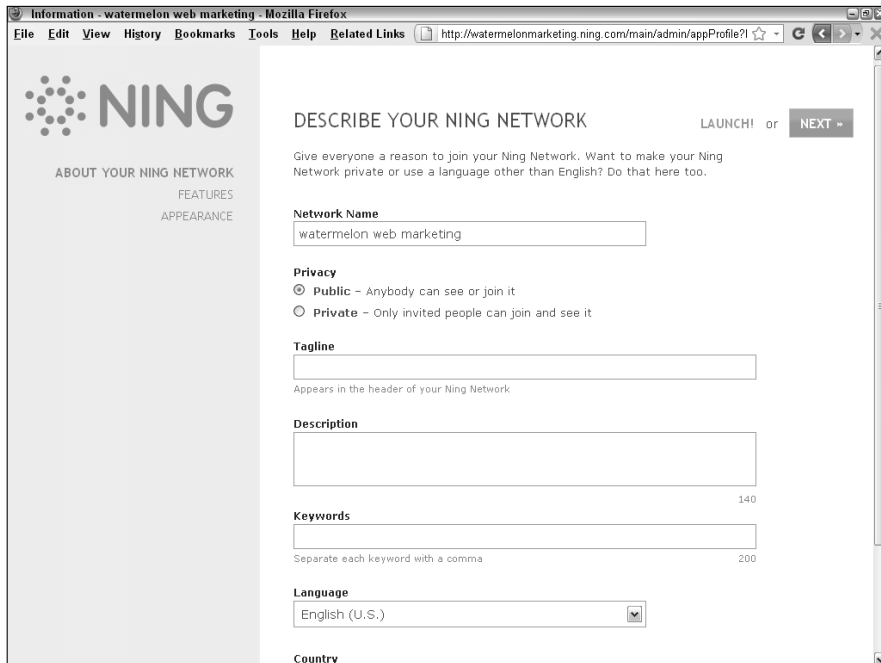 Information - watermelon web marketing - Mozilla Firefox
File Edit View History Bookmarks Tools Help Related Links http://watermelonmarketing.ning.com/main/admin/appProfile?l
NING
DESCRIBE YOUR NING NETWORK
LAUNCH! or NEXT »
Give everyone a reason to join your Ning Network. Want to make your Ning
Network private or use a language other than English? Do that here too.
ABOUT YOUR NING NETWORK
FEATURES
APPEARANCE
Network Name
watermelon web marketing
Privacy
Public – Anybody can see or join it
Private – Only invited people can join and see it
Tagline
Appears in the header of your Ning Network
Description
140
Keywords
Separate each keyword with a comma 200
Language
English (U.S.)
Country